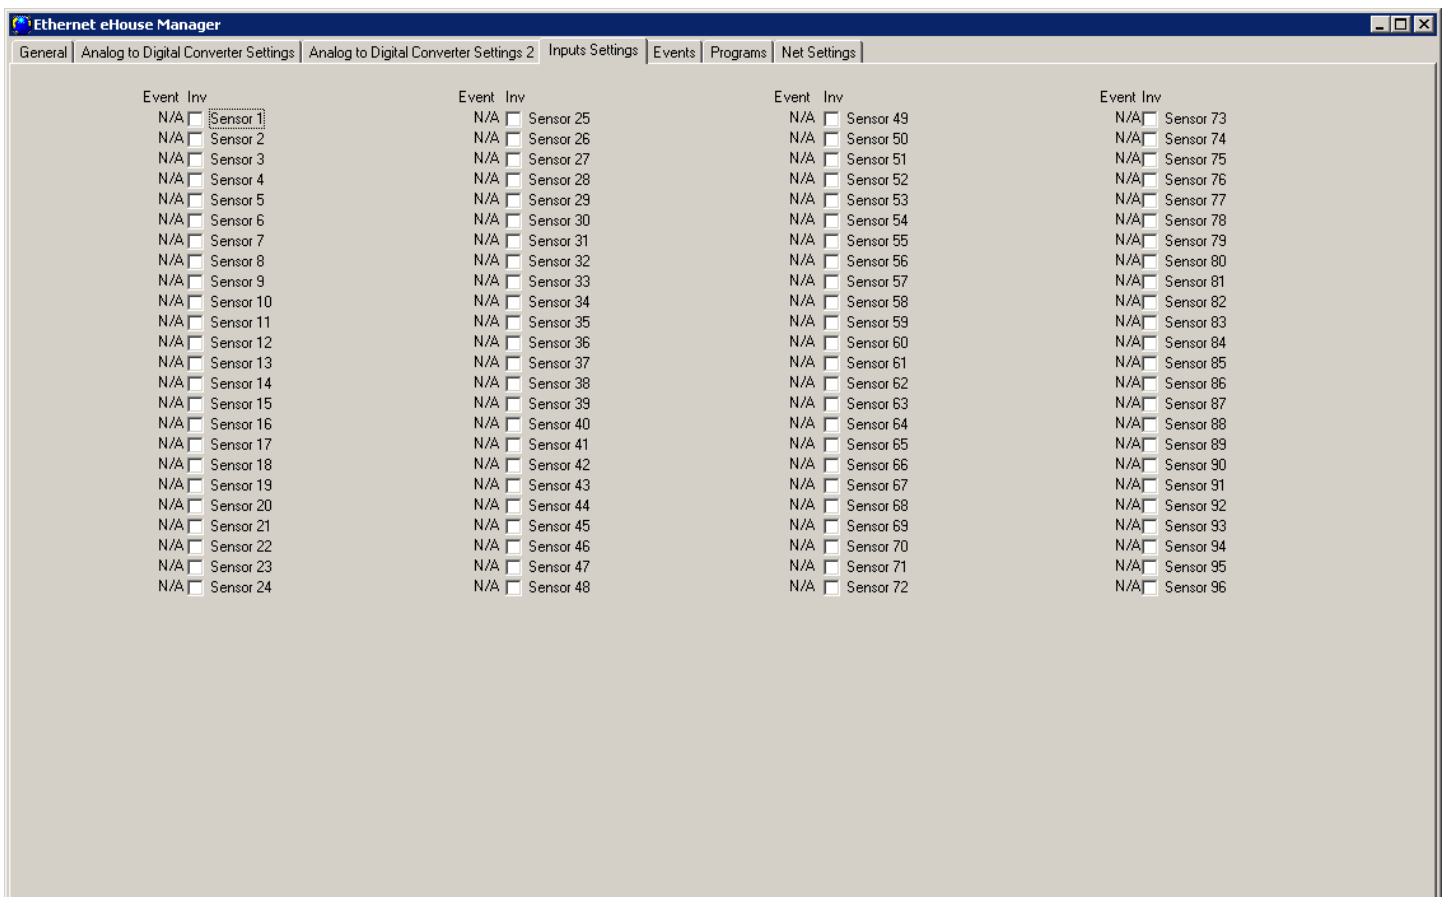 Ethernet eHouse Manager
General Analog to Digital Converter Settings Analog to Digital Converter Settings 2 Inputs Settings Events Programs Net Settings
Event Inv Event Inv Event Inv Event Inv
N/A Sensor 1 N/A Sensor 25 N/A Sensor 49 N/A Sensor 73
N/A Sensor 2 N/A Sensor 26 N/A Sensor 50 N/A Sensor 74
N/A Sensor 3 N/A Sensor 27 N/A Sensor 51 N/A Sensor 75
N/A Sensor 4 N/A Sensor 28 N/A Sensor 52 N/A Sensor 76
N/A Sensor 5 N/A Sensor 29 N/A Sensor 53 N/A Sensor 77
N/A Sensor 6 N/A Sensor 30 N/A Sensor 54 N/A Sensor 78
N/A Sensor 7 N/A Sensor 31 N/A Sensor 55 N/A Sensor 79
N/A Sensor 8 N/A Sensor 32 N/A Sensor 56 N/A Sensor 80
N/A Sensor 9 N/A Sensor 33 N/A Sensor 57 N/A Sensor 81
N/A Sensor 10 N/A Sensor 34 N/A Sensor 58 N/A Sensor 82
N/A Sensor 11 N/A Sensor 35 N/A Sensor 59 N/A Sensor 83
N/A Sensor 12 N/A Sensor 36 N/A Sensor 60 N/A Sensor 84
N/A Sensor 13 N/A Sensor 37 N/A Sensor 61 N/A Sensor 85
N/A Sensor 14 N/A Sensor 38 N/A Sensor 62 N/A Sensor 86
N/A Sensor 15 N/A Sensor 39 N/A Sensor 63 N/A Sensor 87
N/A Sensor 16 N/A Sensor 40 N/A Sensor 64 N/A Sensor 88
N/A Sensor 17 N/A Sensor 41 N/A Sensor 65 N/A Sensor 89
N/A Sensor 18 N/A Sensor 42 N/A Sensor 66 N/A Sensor 90
N/A Sensor 19 N/A Sensor 43 N/A Sensor 67 N/A Sensor 91
N/A Sensor 20 N/A Sensor 44 N/A Sensor 68 N/A Sensor 92
N/A Sensor 21 N/A Sensor 45 N/A Sensor 69 N/A Sensor 93
N/A Sensor 22 N/A Sensor 46 N/A Sensor 70 N/A Sensor 94
N/A Sensor 23 N/A Sensor 47 N/A Sensor 71 N/A Sensor 95
N/A Sensor 24 N/A Sensor 48 N/A Sensor 72 N/A Sensor 96